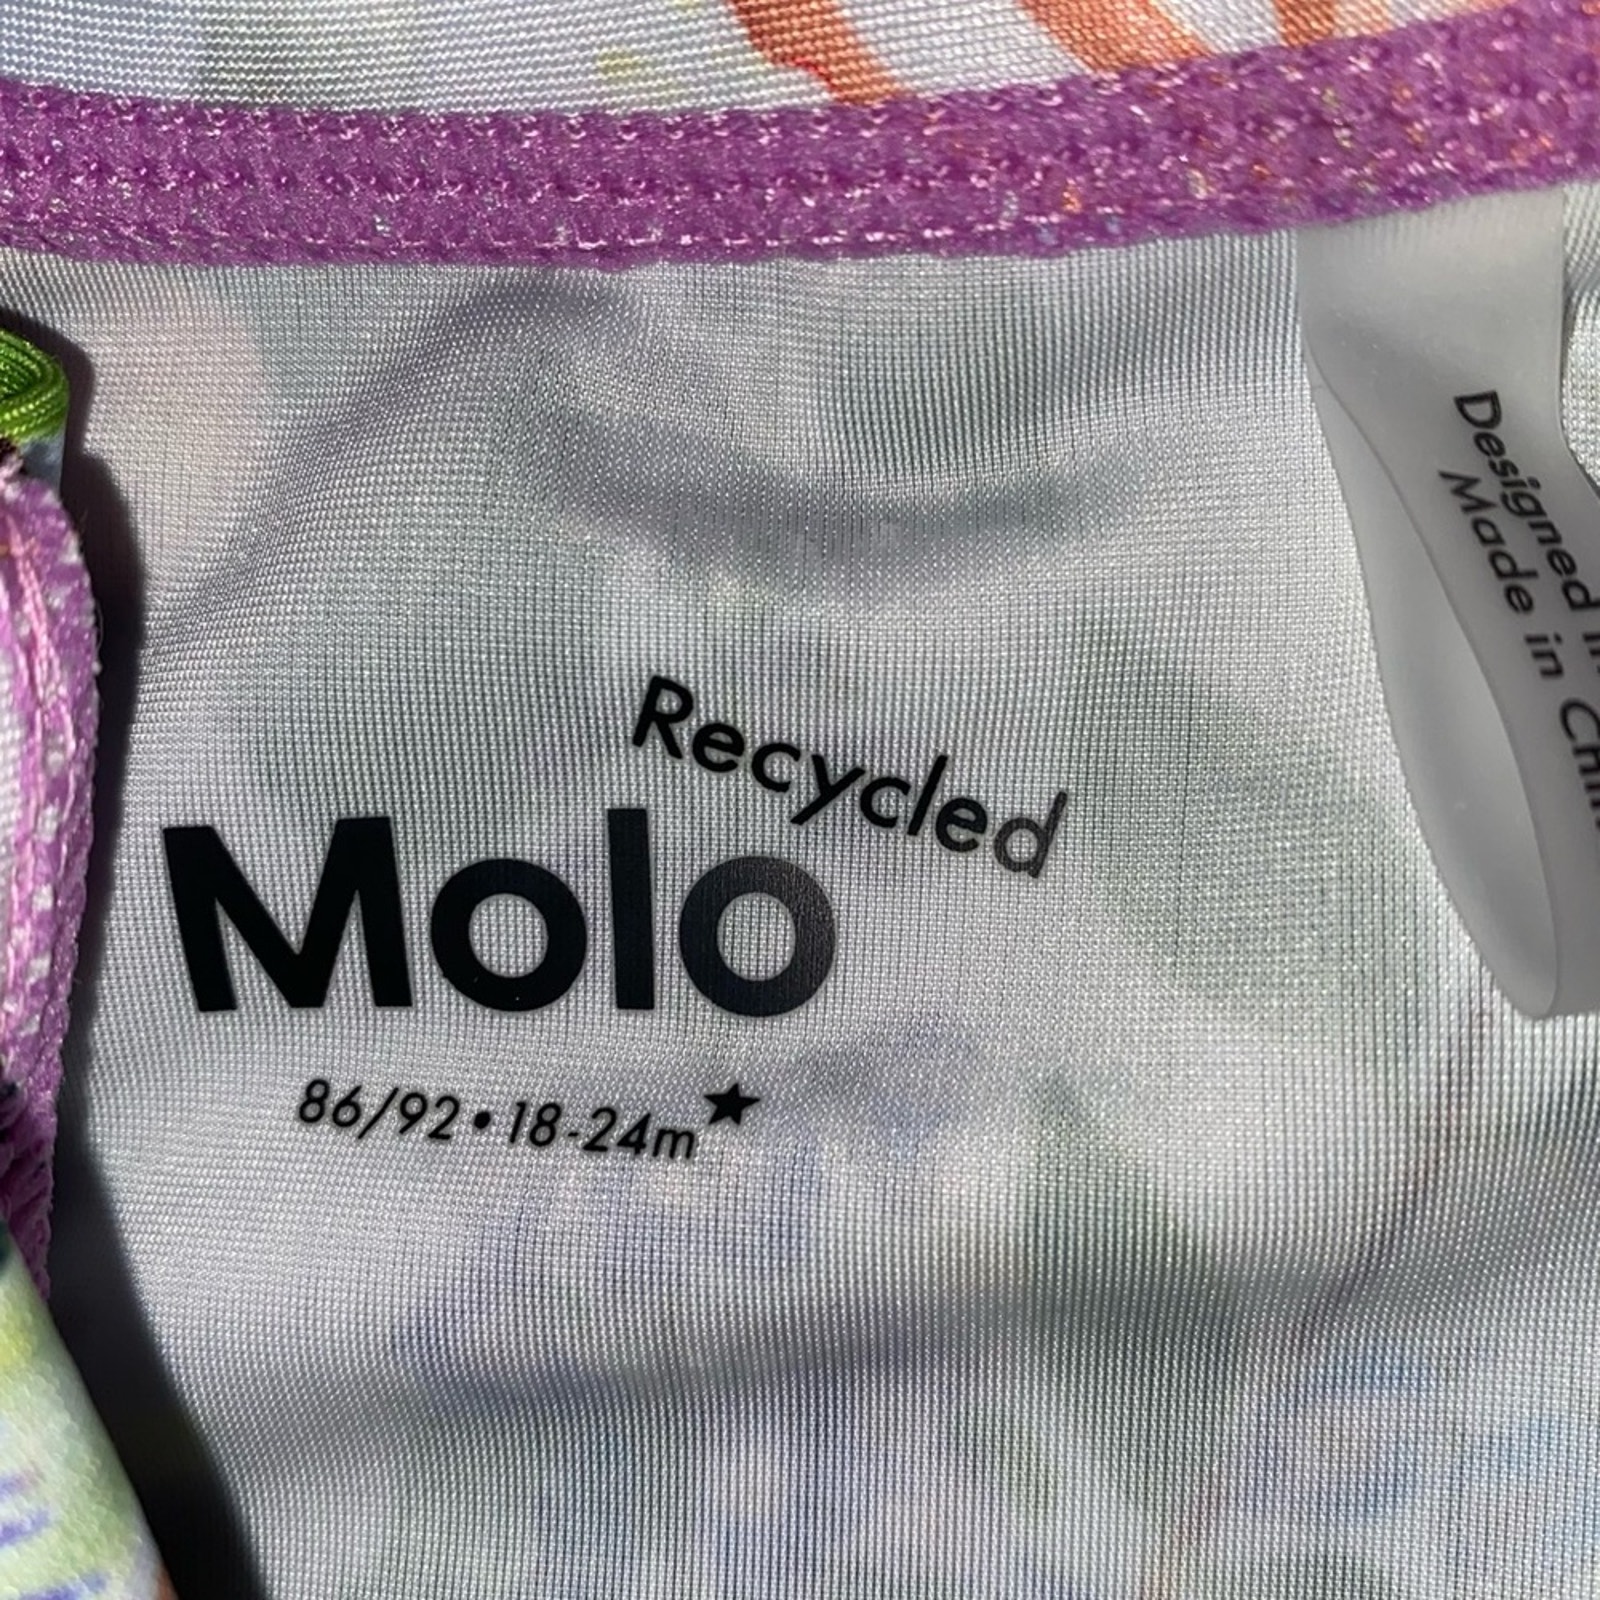 Recycled
Molo
86/92•18-24m★
Designed
Made in